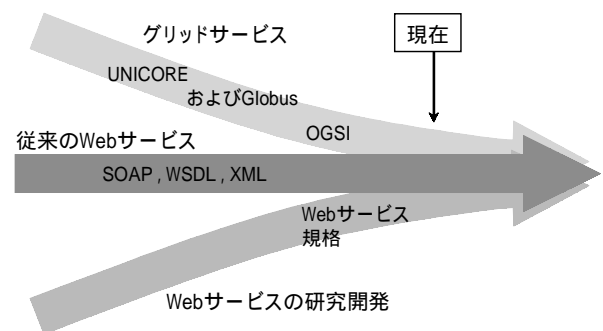 グリッドサービス
現在
UNICORE
およびGlobus
OGSI
従来のWebサービス
SOAP , WSDL , XML
Webサービス
規格
Webサービスの研究開発